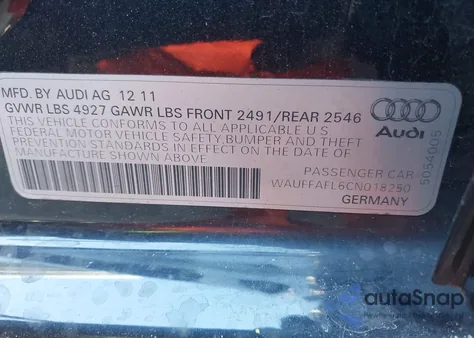 MFD. BY AUDI AG 12 11
GVWR LBS 4927 GAWR LBS FRONT 2491/REAR 2546
THIS VEHICLE CONFORMS TO ALL APPLICABLE U S
FEDERAL MOTOR VEHICLE SAFETY, BUMPER, AND THEFT
PREVENTION STANDARDS IN EFFECT ON THE DATE OF
MANUFACTURE SHOWN ABOVE
Audi
PASSENGER CAR
WAUFFAFL6CN018250
GERMANY
5054008
autoSnap